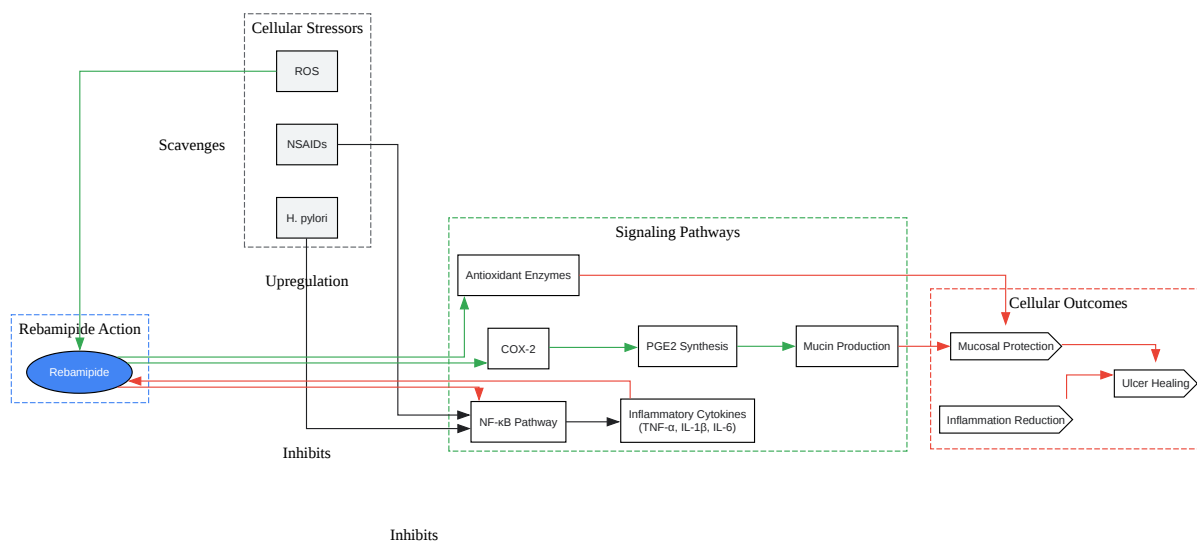 Cellular Stressors
ROS
Scavenges
NSAIDs
H. pylori
Signaling Pathways
Upregulation
Antioxidant Enzymes
Rebamipide Action
Rebamipide
COX-2
PGE2 Synthesis
Mucin Production
NF-κB Pathway
Inflammatory Cytokines
(TNF-α, IL-1β, IL-6)
Cellular Outcomes
Mucosal Protection
Ulcer Healing
Inflammation Reduction
Inhibits
Inhibits